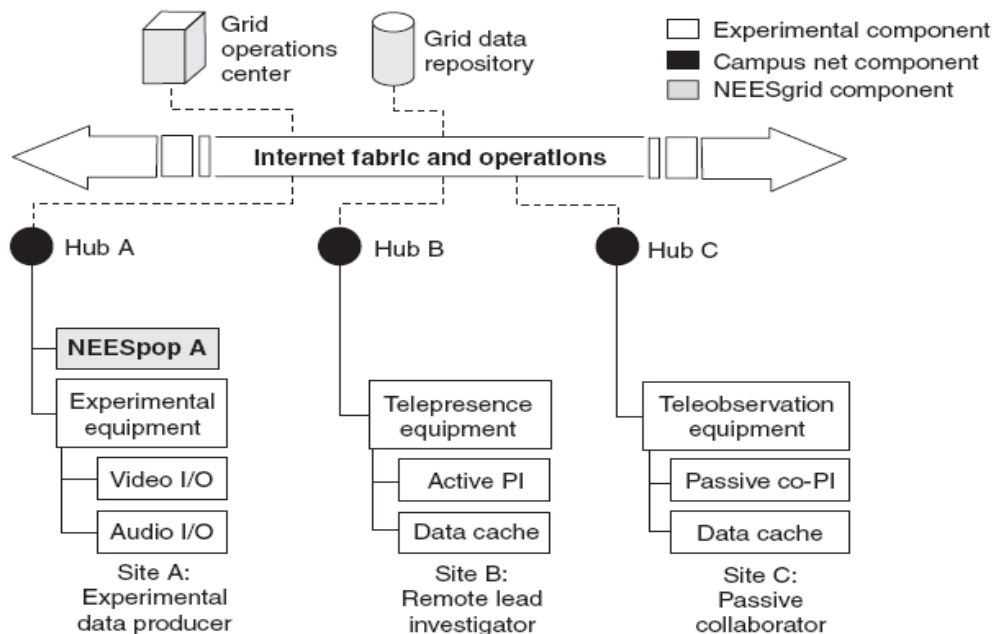 Grid
operations
center
Grid data
repository
Experimental component
Campus net component
NEESgrid component
Internet fabric and operations
Hub A
Hub B
Hub C
NEESpop A
Experimental
equipment
Video I/O
Audio I/O
Telepresence
equipment
Active PI
Data cache
Teleobservation
equipment
Passive co-PI
Data cache
Site A:
Experimental
data producer
Site B:
Remote lead
investigator
Site C:
Passive
collaborator